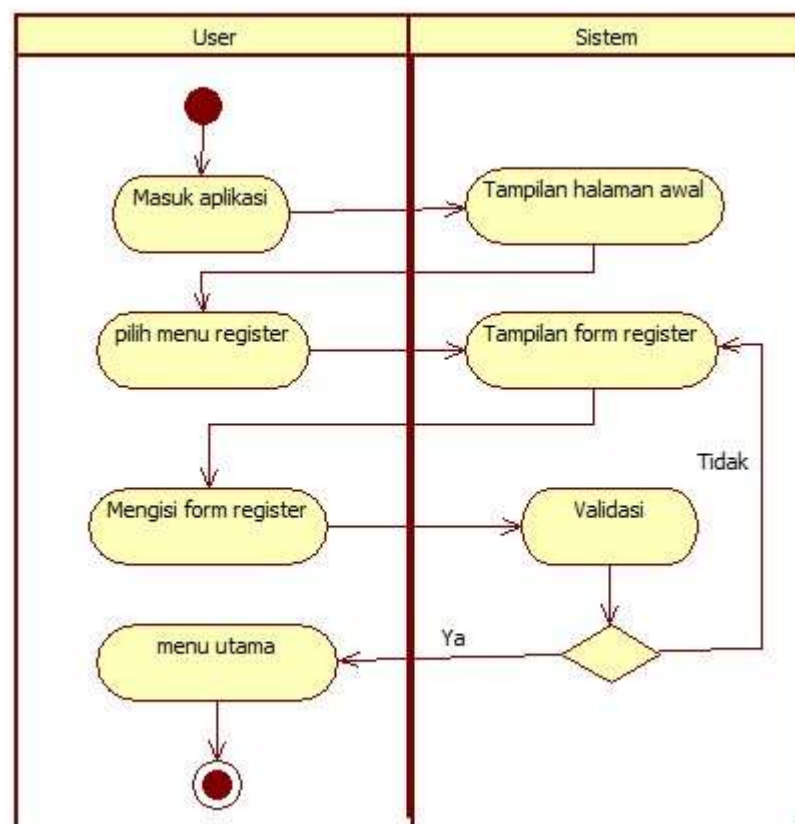 User
Sistem
Masuk aplikasi
Tampilan halaman awal
pilih menu register
Tampilan form register
Tidak
Mengisi form register
Validasi
Ya
menu utama